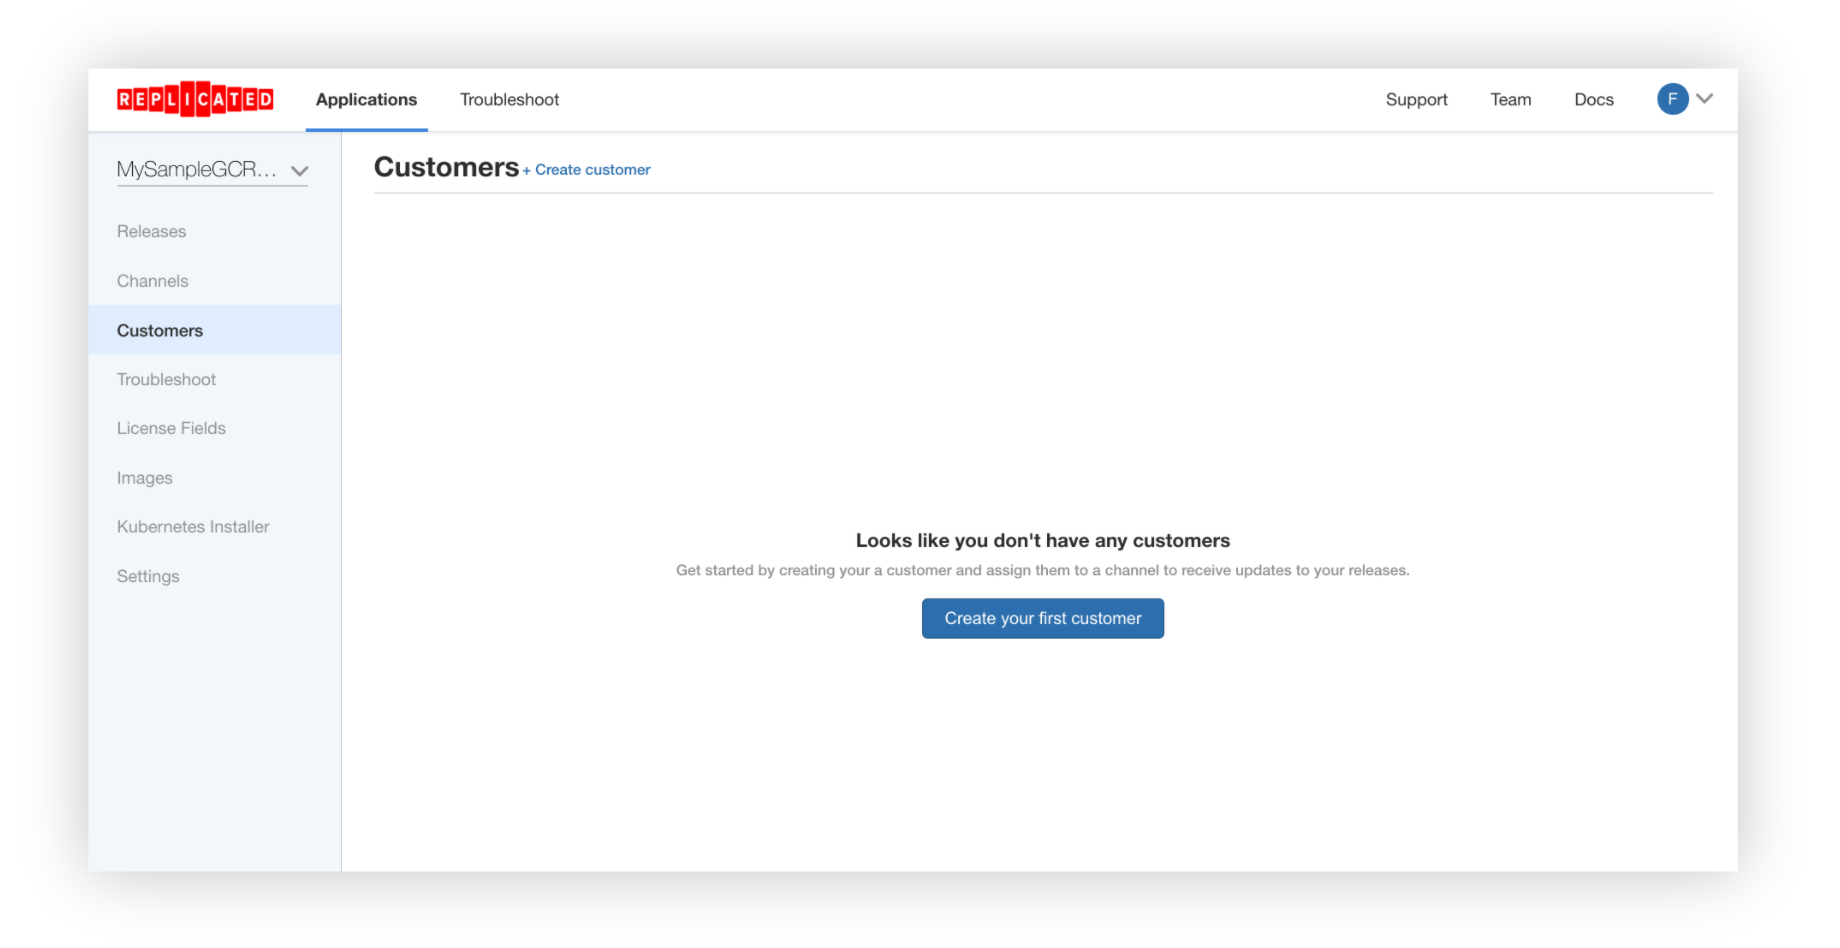 REPLICATED Applications Troubleshoot Support Team Docs F
MySampleGCR...
Releases
Channels
Customers
Troubleshoot
License Fields
Images
Kubernetes Installer
Settings
Customers + Create customer
Looks like you don't have any customers
Get started by creating your a customer and assign them to a channel to receive updates to your releases.
Create your first customer